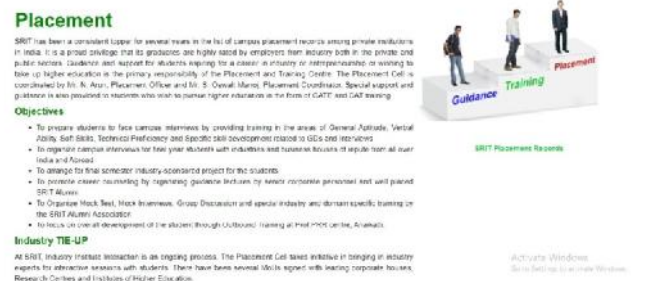 Placement
SRIT has been a consistent topper for several years in the list of campus placement records among private institutions
in India. It is a proud privilege that its graduates are highly rated by employers from industry both in the private and
public sectors. Guidance and support for students aspiring for a career in industry or entrepreneurship or wishing to
take up higher education is the primary responsibility of the Placement and Training Centre. The Placement Cell is
coordinated by Mr. N. Arun, Placement Officer and Mr. S. Manoj, Placement Coordinator. Special support and
guidance is also provided to students who wish to pursue higher education in the form of GATE and CAT training.
Objectives
• To prepare students to face campus interviews by providing training in the areas of General Aptitude, Verbal
Ability, Soft Skills, Technical Proficiency and Specific skill development related to GDs and Interviews
• To organize campus interviews for final year students with industries and business houses of repute from all over
India and Abroad
• To arrange for final semester industry-sponsored project for the students
• To promote career counseling by organizing guidance lectures by senior corporate personnel and well placed
SRIT Alumni
• To Organize Mock Test, Mock Interviews, Group Discussion and special industry and domain specific training by
the SRIT Alumni Association
• To focus on overall development of the student through Outbound Training at Prof PRR centre, Anaikatti.
Industry TIE-UP
At SRIT, Industry Institute Interaction is an ongoing process. The Placement Cell takes initiative in bringing in industry
experts for interactive sessions with students. There have been several MoUs signed with leading corporate houses,
Research Centres and Institutes of Higher Education.
Guidance
Training
Placement
SRIT Placement Records
Activate Windows
Go to Settings to activate Windows.